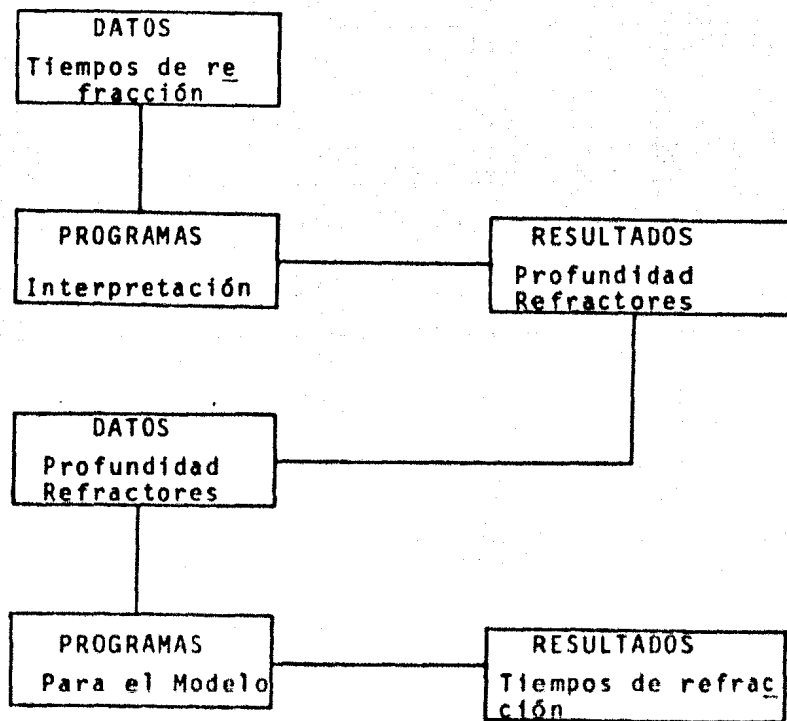 DATOS
Tiempos de re
fracción
PROGRAMAS
Interpretación
RESULTADOS
Profundidad
Refractores
DATOS
Profundidad
Refractores
PROGRAMAS
Para el Modelo
RESULTADOS
Tiempos de refrac
ción